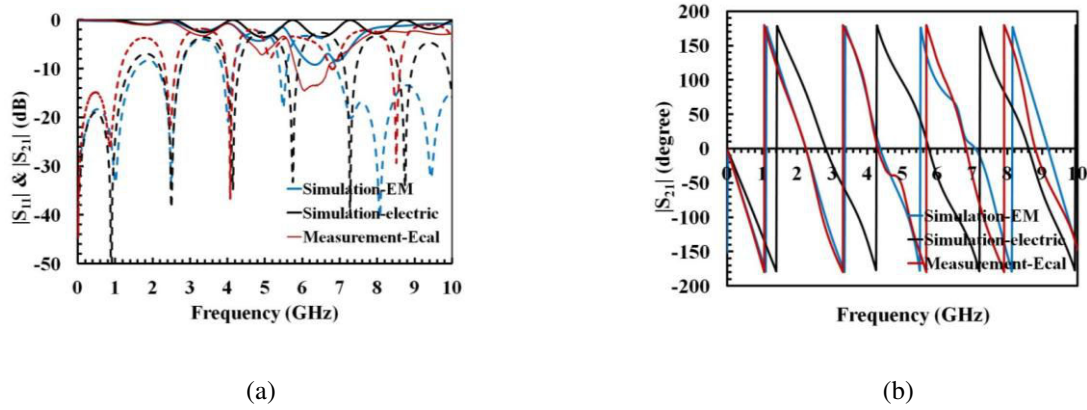 |S₁₁| & |S₂₁| (dB)
0
-10
-20
-30
-40
-50
0 1 2 3 4 5 6 7 8 9 10
Simulation-EM
Simulation-electric
Measurement-Ecal
Frequency (GHz)
(a)
|S₂₁| (degree)
200
150
100
50
0
-50
-100
-150
-200
0 1 2 3 4 5 6 7 8 9 10
Simulation-EM
Simulation-electric
Measurement-Ecal
Frequency (GHz)
(b)